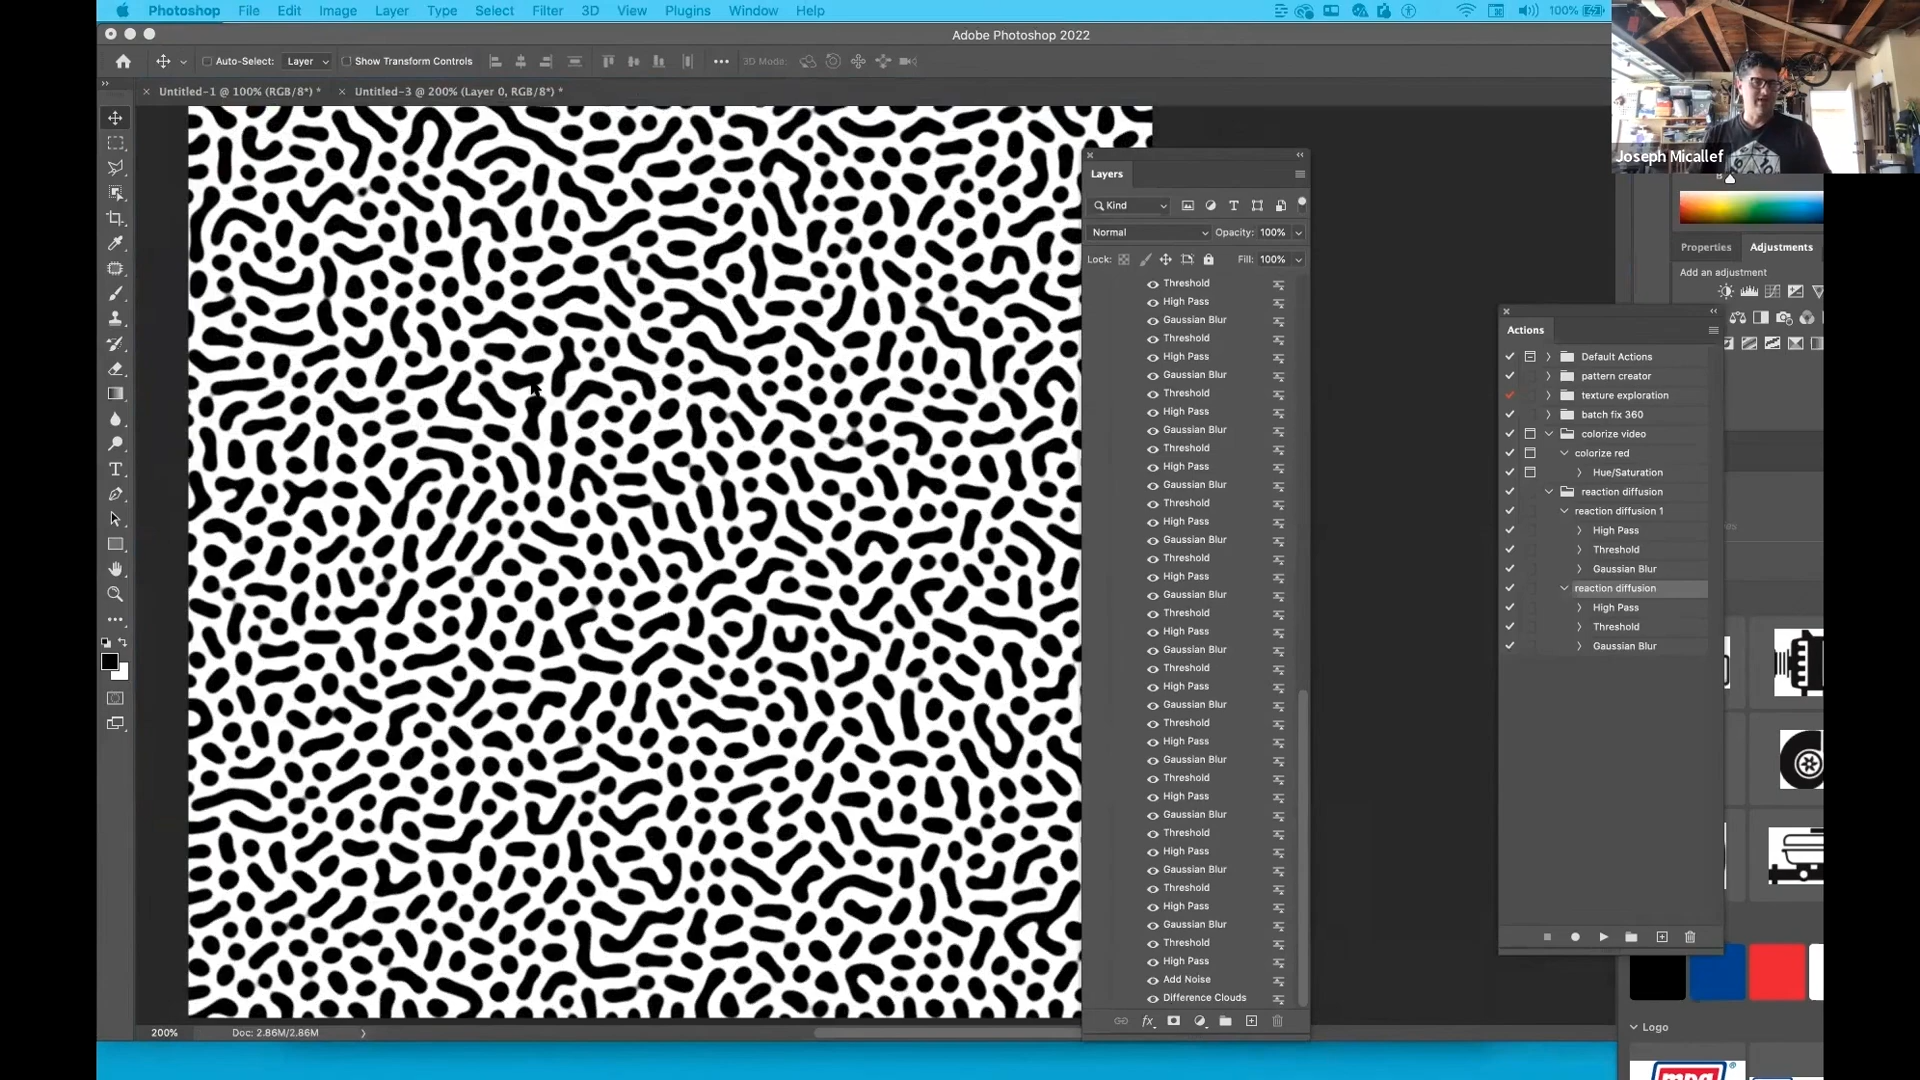 Photoshop File Edit Image Layer Type Select Filter 3D View Plugins Window Help 100%
Adobe Photoshop 2022
Auto-Select: Layer Show Transform Controls 3D Mode:
Untitled-1 @ 100% (RGB/8*) * Untitled-3 @ 200% (Layer 0, RGB/8*) *
Joseph Micallef
Layers
Kind
Normal Opacity: 100%
Lock: Fill: 100%
Threshold
High Pass
Gaussian Blur
Threshold
High Pass
Gaussian Blur
Threshold
High Pass
Gaussian Blur
Threshold
High Pass
Gaussian Blur
Threshold
High Pass
Gaussian Blur
Threshold
High Pass
Gaussian Blur
Threshold
High Pass
Gaussian Blur
Threshold
High Pass
Gaussian Blur
Threshold
High Pass
Gaussian Blur
Threshold
High Pass
Gaussian Blur
Threshold
High Pass
Gaussian Blur
Threshold
High Pass
Gaussian Blur
Threshold
High Pass
Add Noise
Difference Clouds
fx
Properties Adjustments
Add an adjustment
Actions
Default Actions
pattern creator
texture exploration
batch fix 360
colorize video
colorize red
Hue/Saturation
reaction diffusion
reaction diffusion 1
High Pass
Threshold
Gaussian Blur
reaction diffusion
High Pass
Threshold
Gaussian Blur
Logo
200% Doc: 2.86M/2.86M